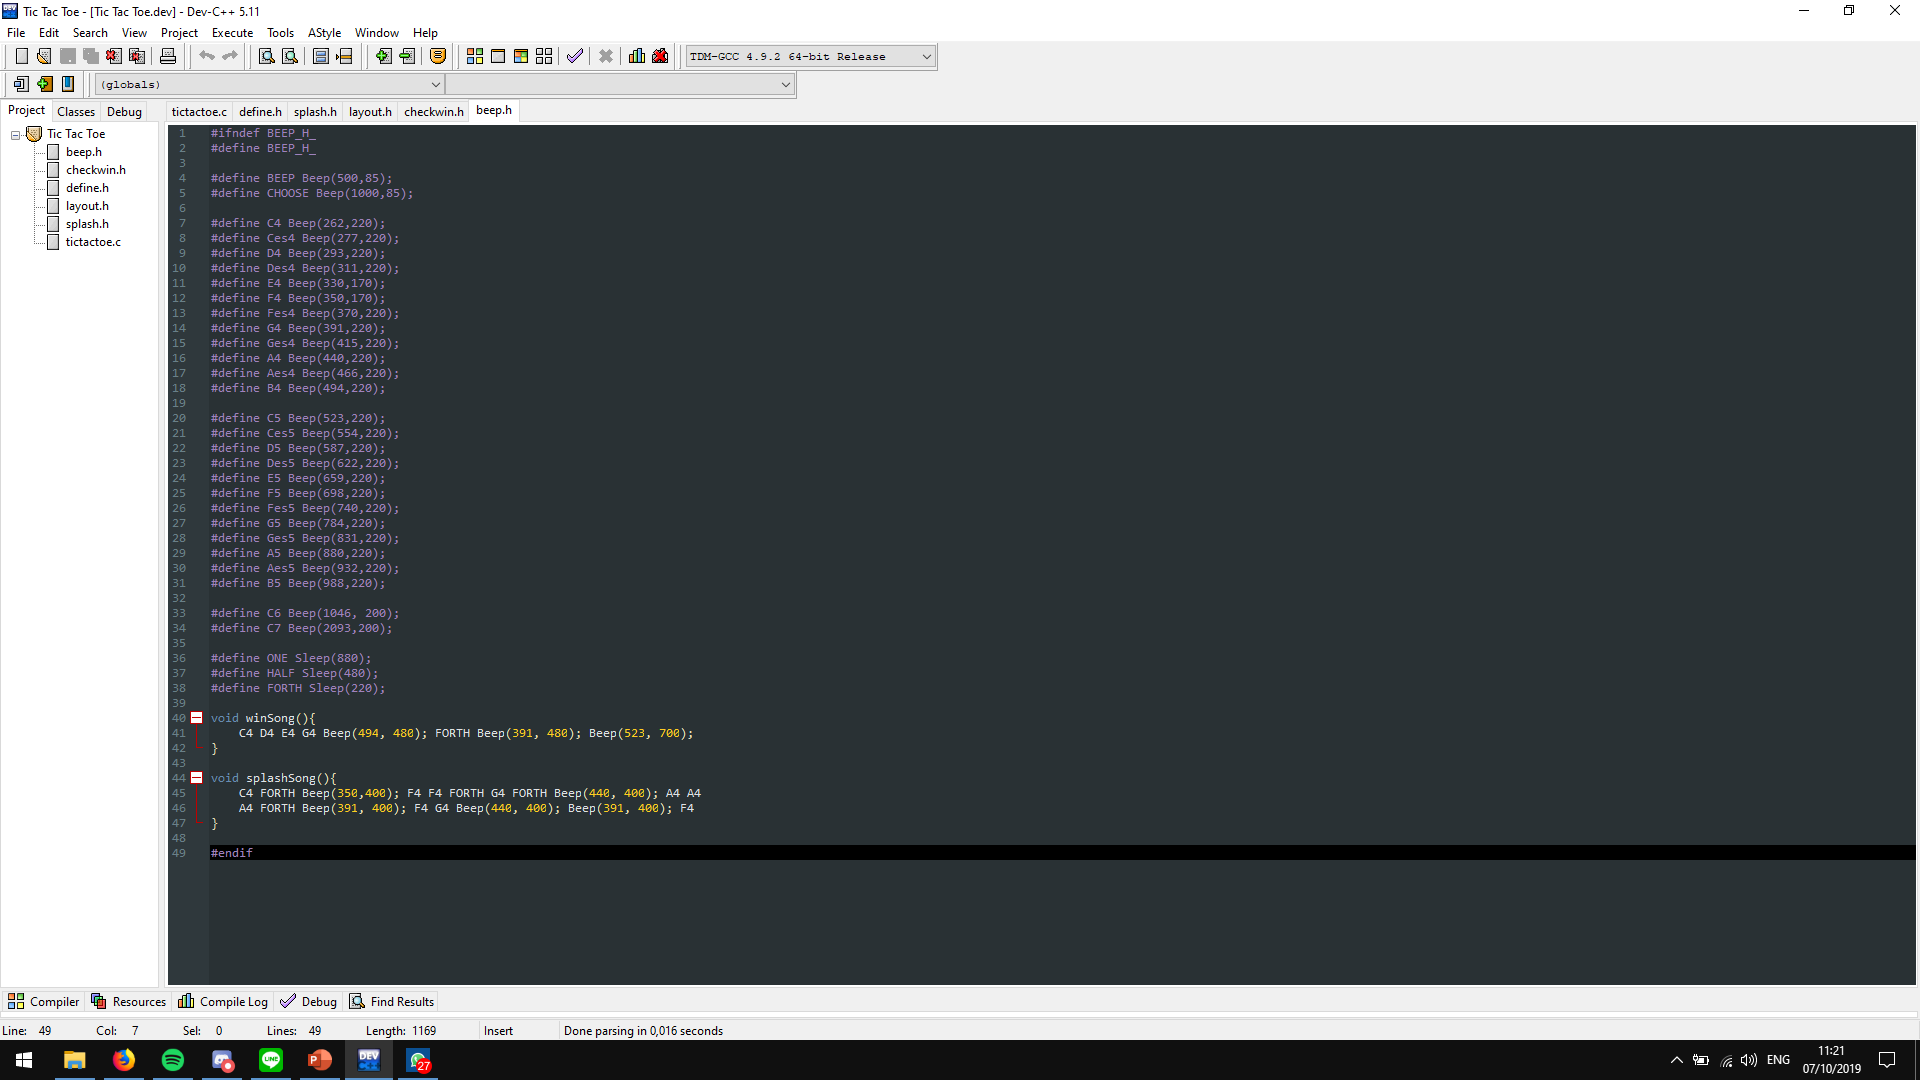 Tic Tac Toe - [Tic Tac Toe.dev] - Dev-C++ 5.11
File Edit Search View Project Execute Tools AStyle Window Help
TDM-GCC 4.9.2 64-bit Release
(globals)
Project Classes Debug
tictactoe.c define.h splash.h layout.h checkwin.h beep.h
Tic Tac Toe
beep.h
checkwin.h
define.h
layout.h
splash.h
tictactoe.c
1 #ifndef BEEP_H_
2 #define BEEP_H_
3
4 #define BEEP Beep(500,85);
5 #define CHOOSE Beep(1000,85);
6
7 #define C4 Beep(262,220);
8 #define Ces4 Beep(277,220);
9 #define D4 Beep(293,220);
10 #define Des4 Beep(311,220);
11 #define E4 Beep(330,170);
12 #define F4 Beep(350,170);
13 #define Fes4 Beep(370,220);
14 #define G4 Beep(391,220);
15 #define Ges4 Beep(415,220);
16 #define A4 Beep(440,220);
17 #define Aes4 Beep(466,220);
18 #define B4 Beep(494,220);
19
20 #define C5 Beep(523,220);
21 #define Ces5 Beep(554,220);
22 #define D5 Beep(587,220);
23 #define Des5 Beep(622,220);
24 #define E5 Beep(659,220);
25 #define F5 Beep(698,220);
26 #define Fes5 Beep(740,220);
27 #define G5 Beep(784,220);
28 #define Ges5 Beep(831,220);
29 #define A5 Beep(880,220);
30 #define Aes5 Beep(932,220);
31 #define B5 Beep(988,220);
32
33 #define C6 Beep(1046, 200);
34 #define C7 Beep(2093,200);
35
36 #define ONE Sleep(880);
37 #define HALF Sleep(480);
38 #define FORTH Sleep(220);
39
40 void winSong(){
41 C4 D4 E4 G4 Beep(494, 480); FORTH Beep(391, 480); Beep(523, 700);
42 }
43
44 void splashSong(){
45 C4 FORTH Beep(350,400); F4 F4 FORTH G4 FORTH Beep(440, 400); A4 A4
46 A4 FORTH Beep(391, 400); F4 G4 Beep(440, 400); Beep(391, 400); F4
47 }
48
49 #endif
Compiler Resources Compile Log Debug Find Results
Line: 49 Col: 7 Sel: 0 Lines: 49 Length: 1169 Insert Done parsing in 0,016 seconds
LINE
P
DEV
27
ENG
11:21
07/10/2019